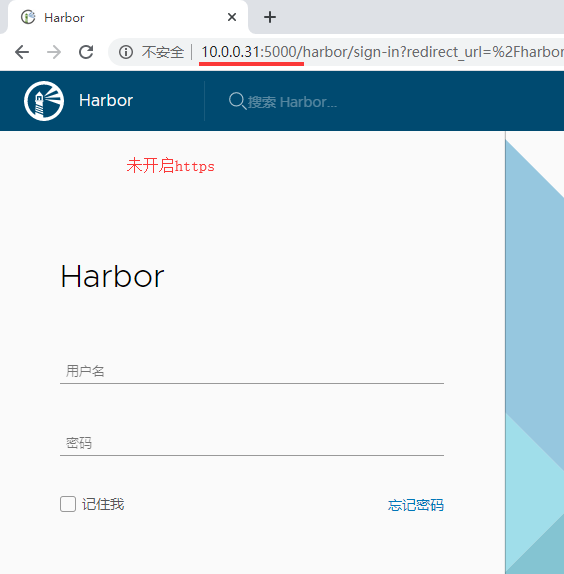 Harbor
不安全 10.0.0.31:5000/harbor/sign-in?redirect_url=%2Fharbor
Harbor
搜索 Harbor...
未开启https
Harbor
用户名
密码
记住我 忘记密码